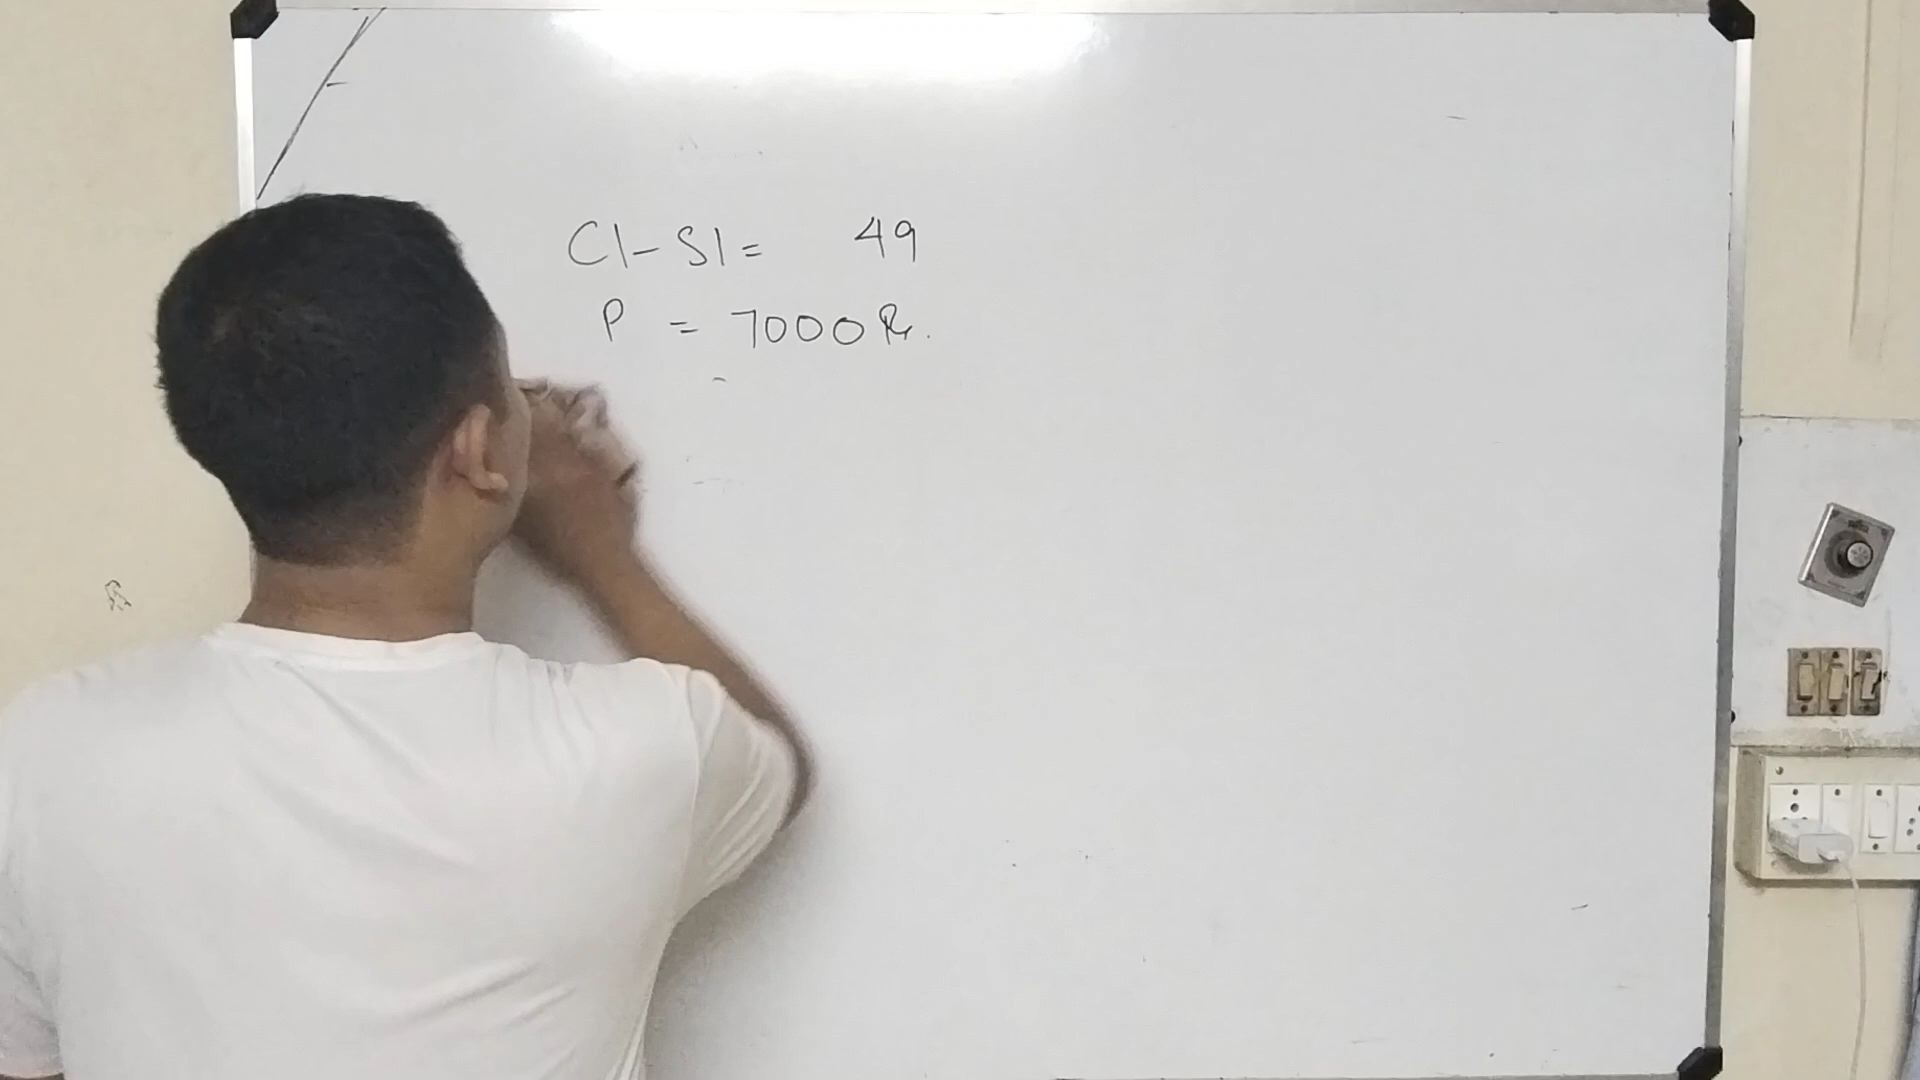 CI-SI= 49
P = 7000 Rs.